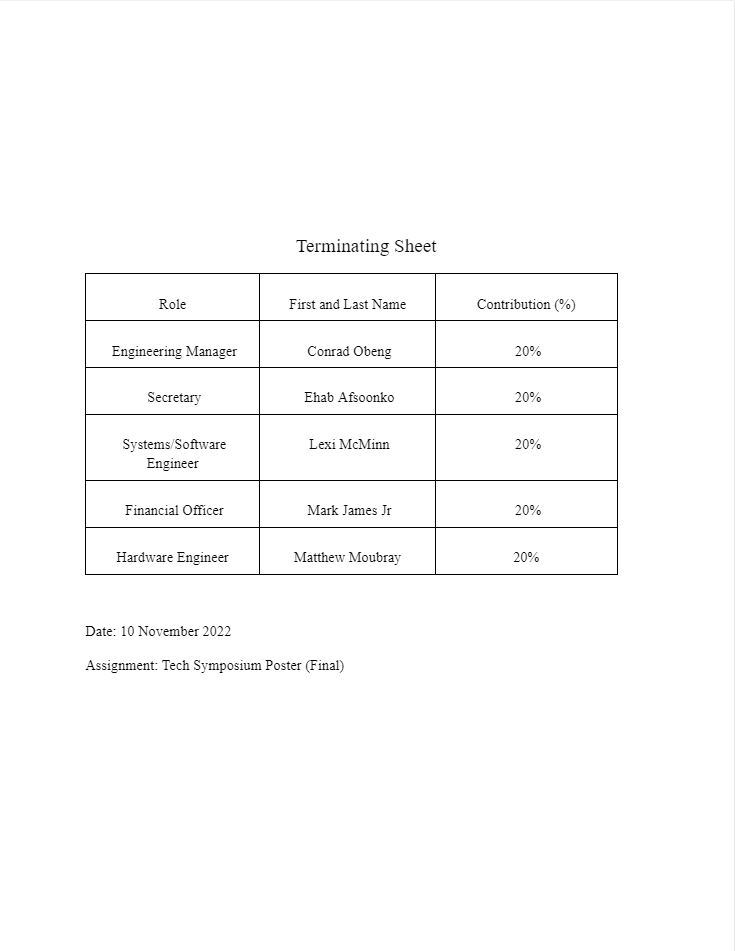 Terminating Sheet
Role First and Last Name Contribution (%)
Engineering Manager Conrad Obeng 20%
Secretary Ehab Afsoonko 20%
Systems/Software Lexi McMinn 20%
Engineer
Financial Officer Mark James Jr 20%
Hardware Engineer Matthew Moubray 20%
Date: 10 November 2022
Assignment: Tech Symposium Poster (Final)